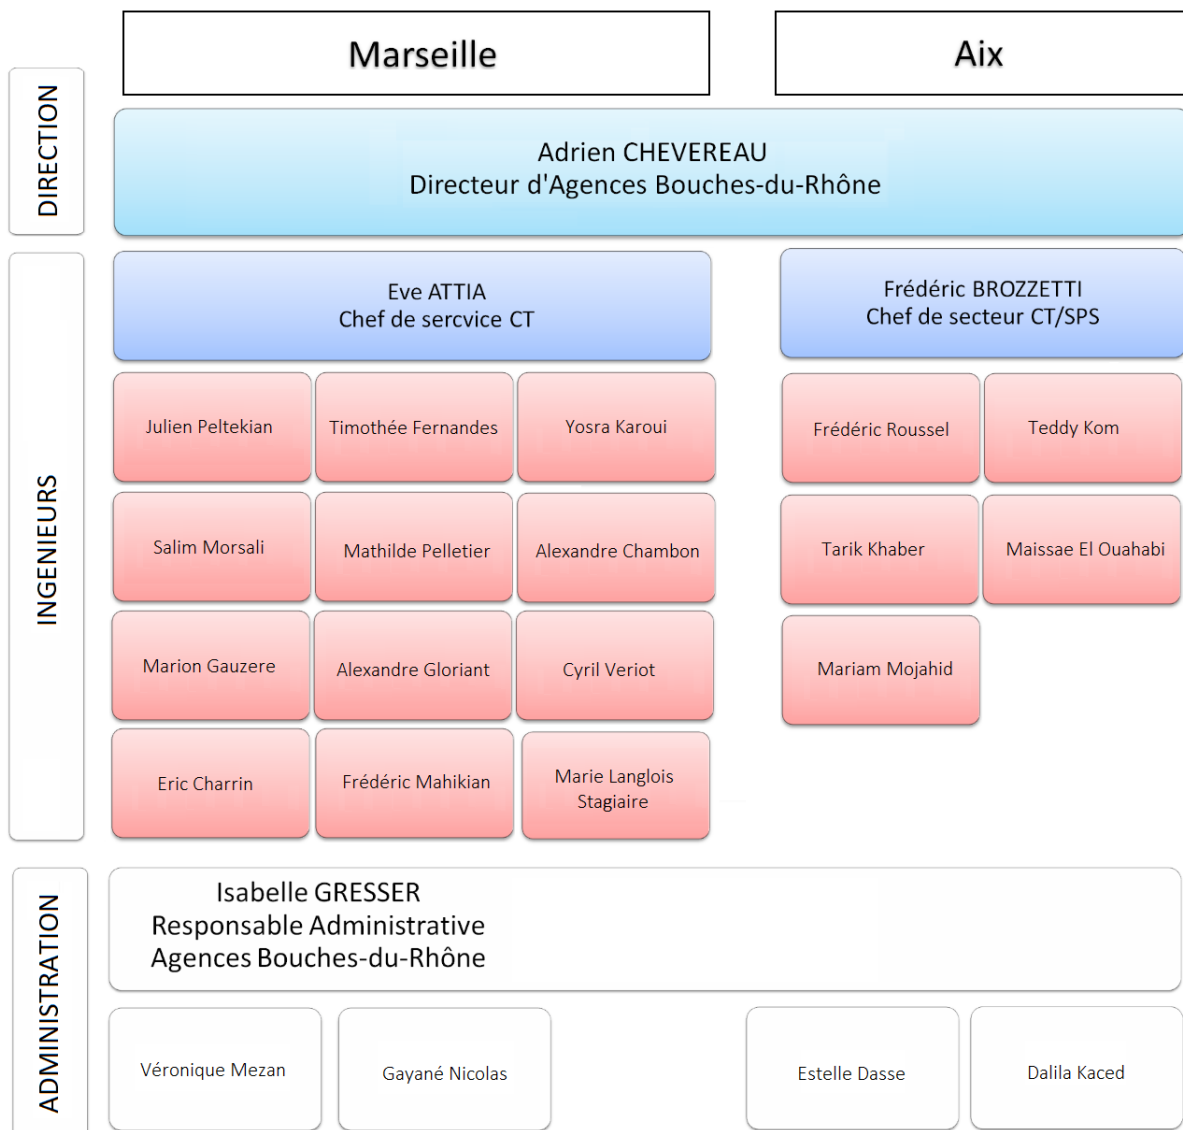 Marseille
Aix
DIRECTION
Adrien CHEVEREAU
Directeur d'Agences Bouches-du-Rhône
INGENIEURS
Eve ATTIA
Chef de sercvice CT
Frédéric BROZZETTI
Chef de secteur CT/SPS
Julien Peltekian
Timothée Fernandes
Yosra Karoui
Frédéric Roussel
Teddy Kom
Salim Morsali
Mathilde Pelletier
Alexandre Chambon
Tarik Khaber
Maissae El Ouahabi
Marion Gauzere
Alexandre Gloriant
Cyril Veriot
Mariam Mojahid
Eric Charrin
Frédéric Mahikian
Marie Langlois
Stagiaire
ADMINISTRATION
Isabelle GRESSER
Responsable Administrative
Agences Bouches-du-Rhône
Véronique Mezan
Gayané Nicolas
Estelle Dasse
Dalila Kaced